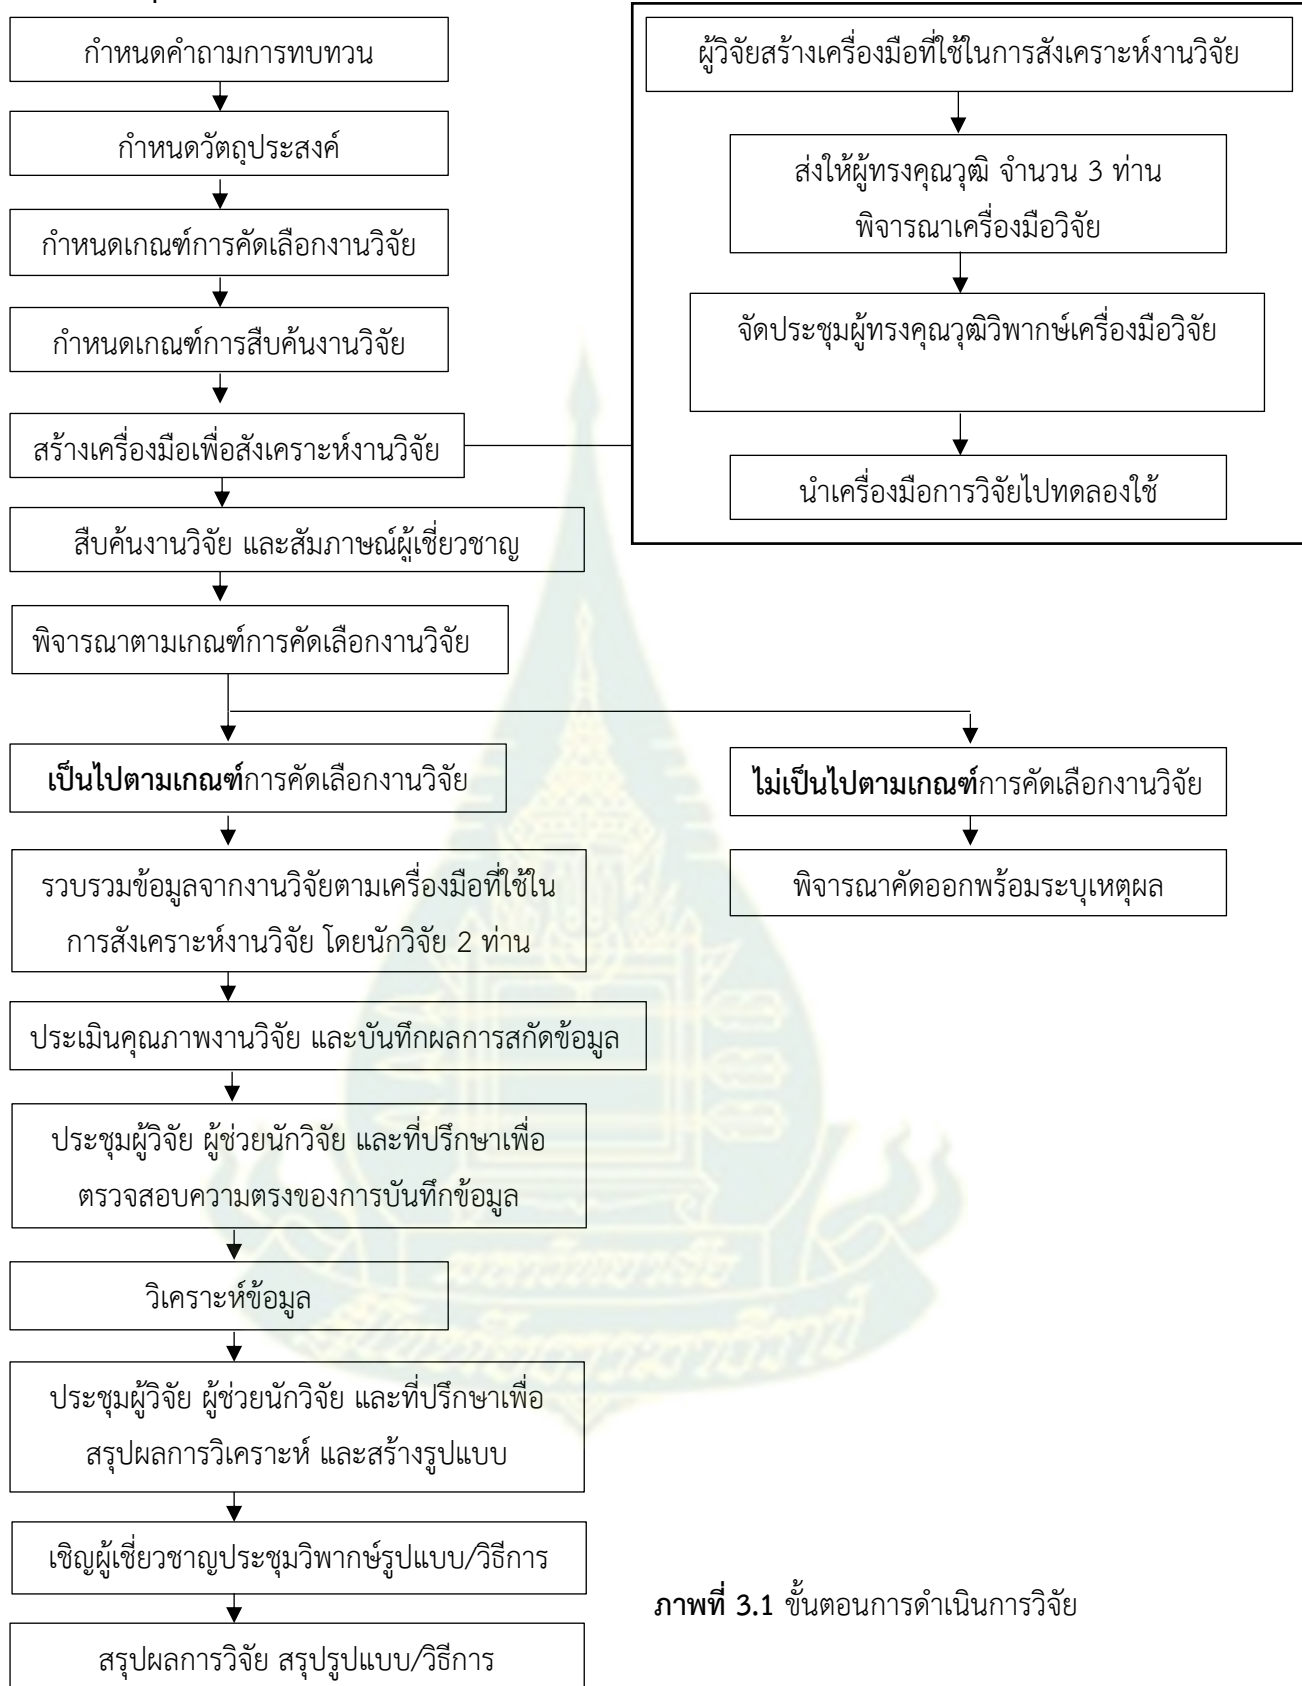 กำหนดคำถามการทบทวน
กำหนดวัตถุประสงค์
กำหนดเกณฑ์การคัดเลือกงานวิจัย
กำหนดเกณฑ์การสืบค้นงานวิจัย
สร้างเครื่องมือเพื่อสังเคราะห์งานวิจัย
ผู้วิจัยสร้างเครื่องมือที่ใช้ในการสังเคราะห์งานวิจัย
ส่งให้ผู้ทรงคุณวุฒิ จำนวน 3 ท่าน
พิจารณาเครื่องมือวิจัย
จัดประชุมผู้ทรงคุณวุฒิวิพากษ์เครื่องมือวิจัย
นำเครื่องมือการวิจัยไปทดลองใช้
สืบค้นงานวิจัย และสัมภาษณ์ผู้เชี่ยวชาญ
พิจารณาตามเกณฑ์การคัดเลือกงานวิจัย
เป็นไปตามเกณฑ์การคัดเลือกงานวิจัย
ไม่เป็นไปตามเกณฑ์การคัดเลือกงานวิจัย
พิจารณาคัดออกพร้อมระบุเหตุผล
รวบรวมข้อมูลจากงานวิจัยตามเครื่องมือที่ใช้ใน
การสังเคราะห์งานวิจัย โดยนักวิจัย 2 ท่าน
ประเมินคุณภาพงานวิจัย และบันทึกผลการสกัดข้อมูล
ประชุมผู้วิจัย ผู้ช่วยนักวิจัย และที่ปรึกษาเพื่อ
ตรวจสอบความตรงของการบันทึกข้อมูล
วิเคราะห์ข้อมูล
ประชุมผู้วิจัย ผู้ช่วยนักวิจัย และที่ปรึกษาเพื่อ
สรุปผลการวิเคราะห์ และสร้างรูปแบบ
เชิญผู้เชี่ยวชาญประชุมวิพากษ์รูปแบบ/วิธีการ
สรุปผลการวิจัย สรุปรูปแบบ/วิธีการ
ภาพที่ 3.1 ขั้นตอนการดำเนินการวิจัย